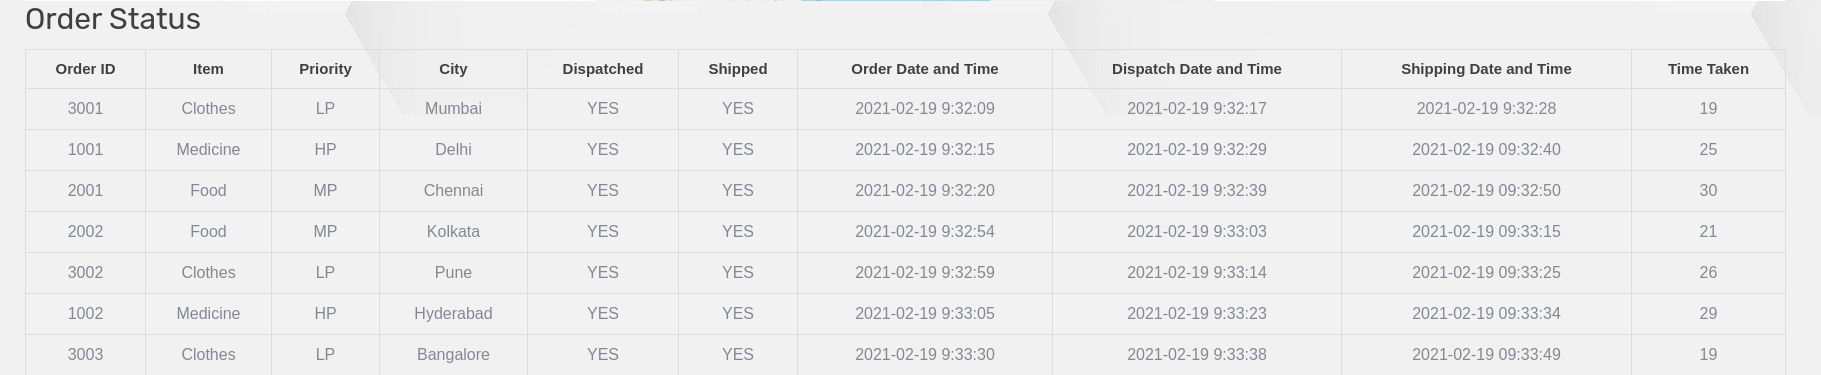 Order Status
Order ID Item Priority City Dispatched Shipped Order Date and Time Dispatch Date and Time Shipping Date and Time Time Taken
3001 Clothes LP Mumbai YES YES 2021-02-19 9:32:09 2021-02-19 9:32:17 2021-02-19 9:32:28 19
1001 Medicine HP Delhi YES YES 2021-02-19 9:32:15 2021-02-19 9:32:29 2021-02-19 09:32:40 25
2001 Food MP Chennai YES YES 2021-02-19 9:32:20 2021-02-19 9:32:39 2021-02-19 09:32:50 30
2002 Food MP Kolkata YES YES 2021-02-19 9:32:54 2021-02-19 9:33:03 2021-02-19 09:33:15 21
3002 Clothes LP Pune YES YES 2021-02-19 9:32:59 2021-02-19 9:33:14 2021-02-19 09:33:25 26
1002 Medicine HP Hyderabad YES YES 2021-02-19 9:33:05 2021-02-19 9:33:23 2021-02-19 09:33:34 29
3003 Clothes LP Bangalore YES YES 2021-02-19 9:33:30 2021-02-19 9:33:38 2021-02-19 09:33:49 19